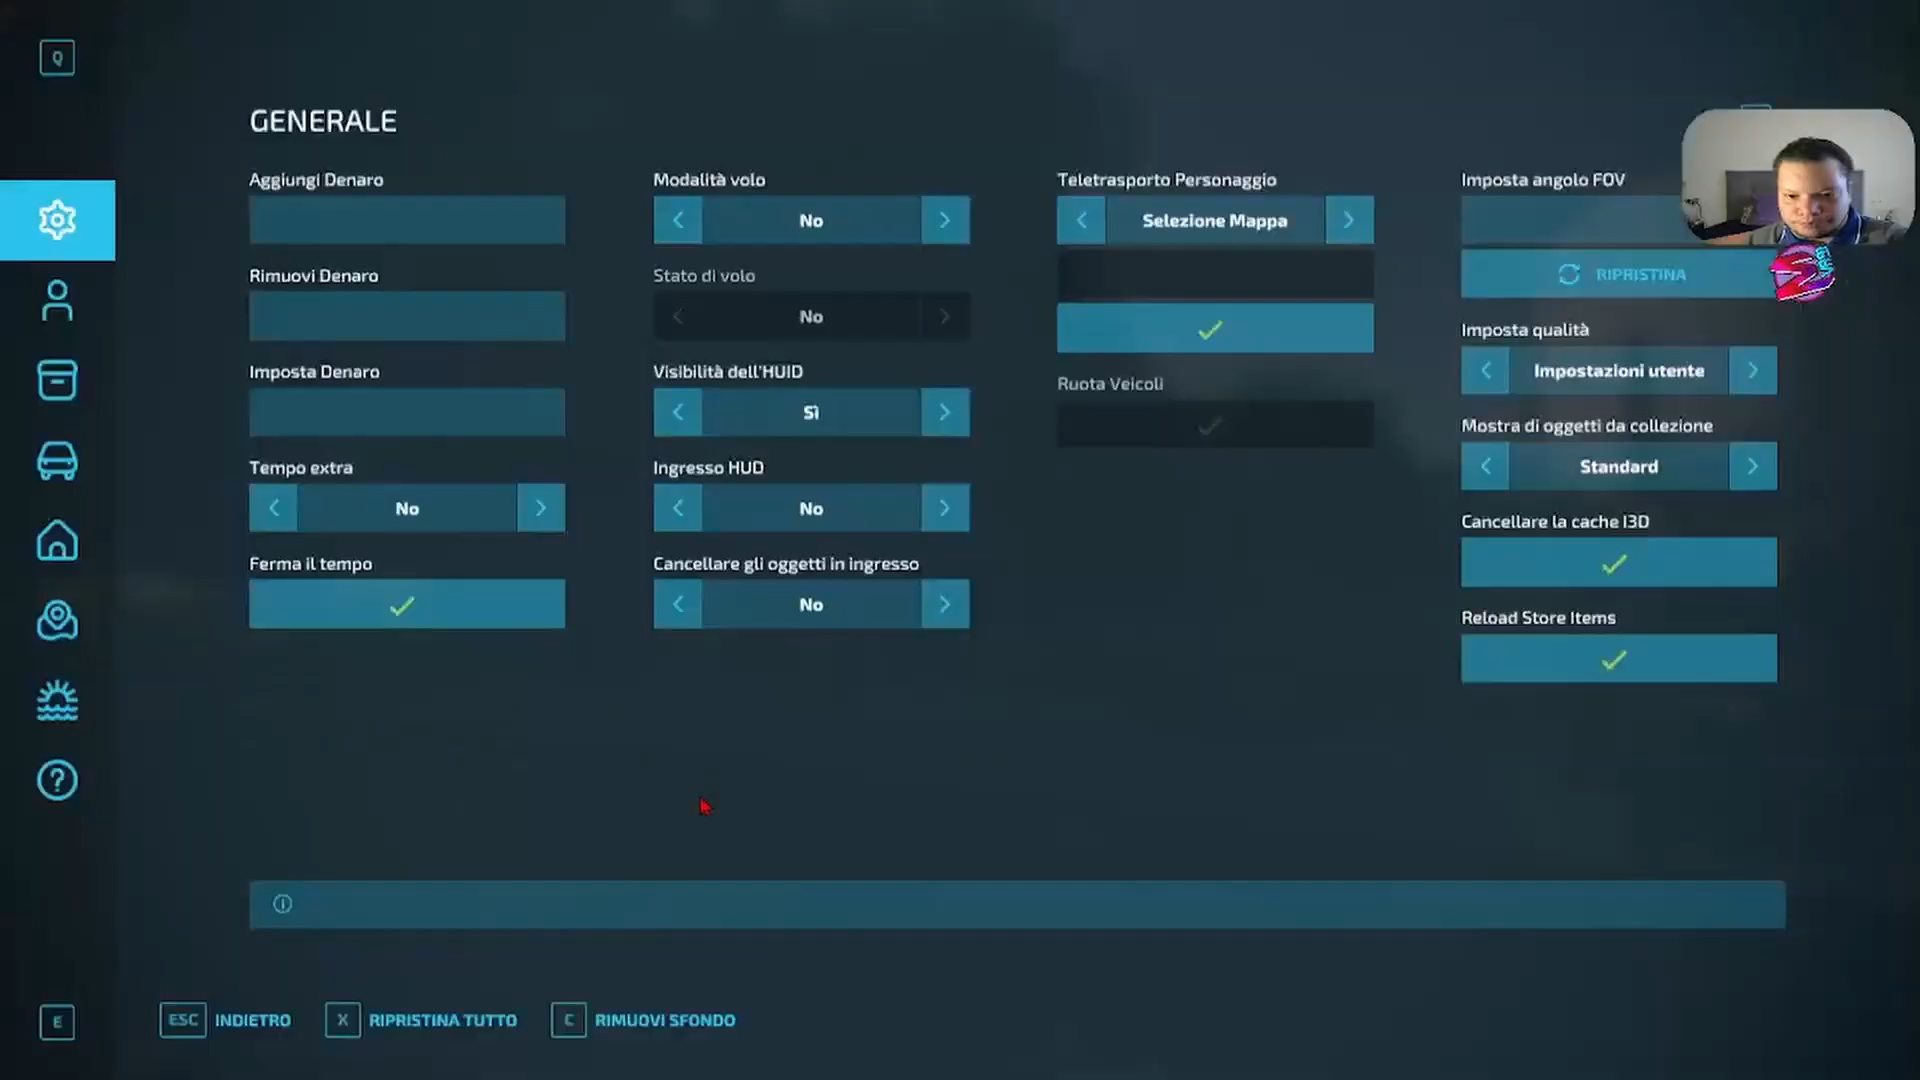 Q
GENERALE
Aggiungi Denaro
Rimuovi Denaro
Imposta Denaro
Tempo extra
No
Ferma il tempo
Modalità volo
No
Stato di volo
No
Visibilità dell'HUID
Sì
Ingresso HUD
No
Cancellare gli oggetti in ingresso
No
Teletrasporto Personaggio
Selezione Mappa
Ruota Veicoli
Imposta angolo FOV
RIPRISTINA
Imposta qualità
Impostazioni utente
Mostra di oggetti da collezione
Standard
Cancellare la cache I3D
Reload Store Items
E
ESC INDIETRO
X RIPRISTINA TUTTO
C RIMUOVI SFONDO